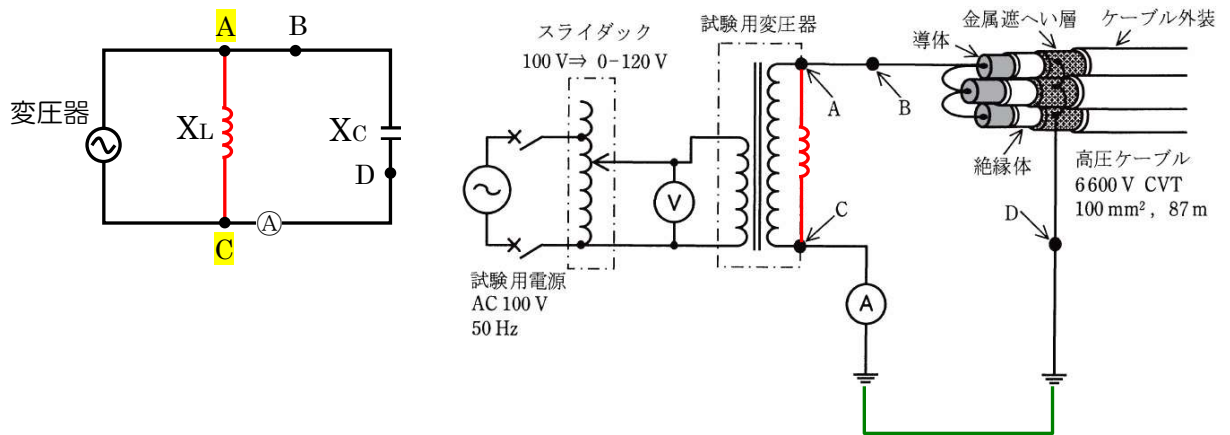 A
B
変圧器
XL
XC
D
A
C
スライダック
100 V⇒ 0-120 V
試験用変圧器
金属遮へい層
ケーブル外装
導体
A
B
絶縁体
高圧ケーブル
6600 V CVT
100 mm², 87 m
V
C
D
A
試験用電源
AC 100 V
50 Hz